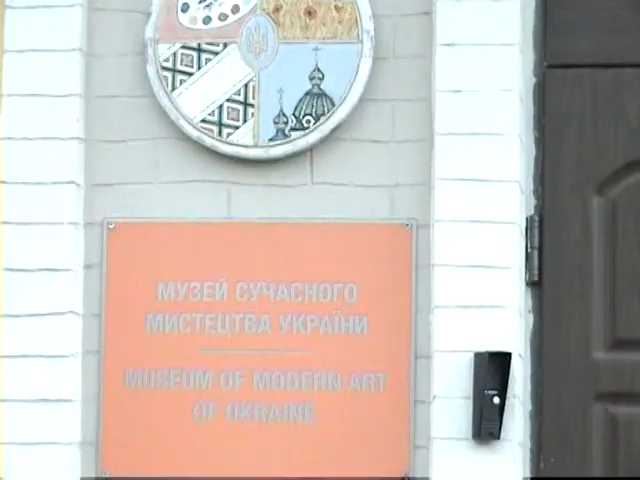 МУЗЕЙ СУЧАСНОГО
МИСТЕЦТВА УКРАЇНИ
MUSEUM OF MODERN ART
OF UKRAINE